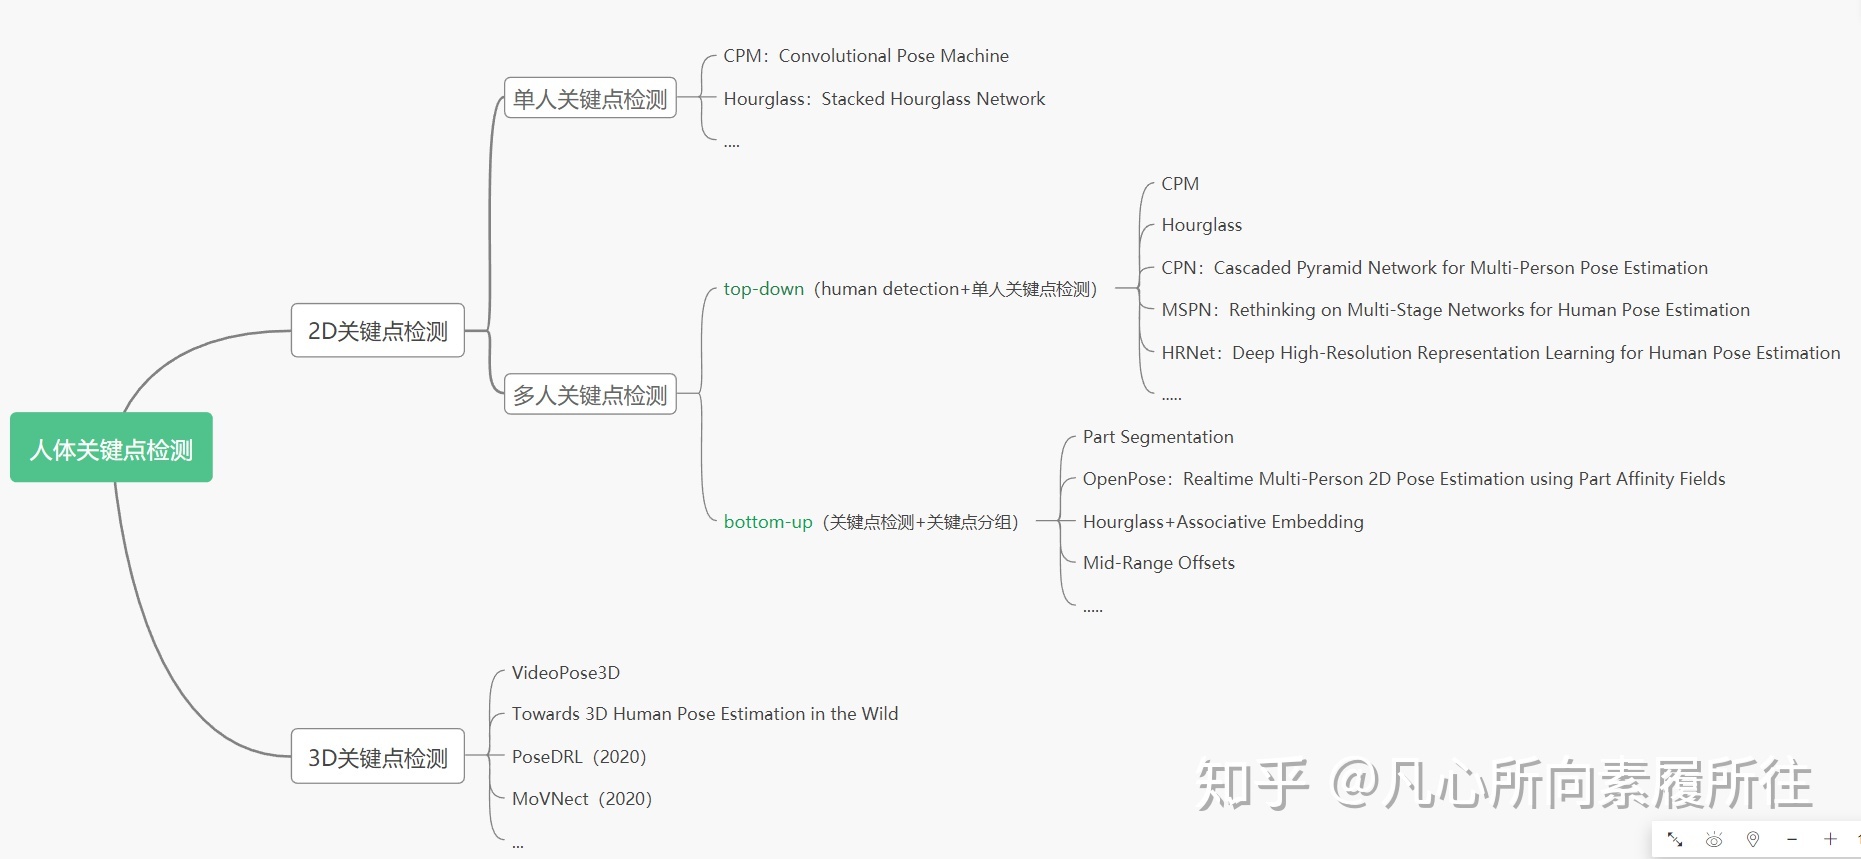 CPM：Convolutional Pose Machine
单人关键点检测
Hourglass：Stacked Hourglass Network
....
CPM
Hourglass
CPN：Cascaded Pyramid Network for Multi-Person Pose Estimation
top-down（human detection+单人关键点检测）
MSPN：Rethinking on Multi-Stage Networks for Human Pose Estimation
2D关键点检测
HRNet：Deep High-Resolution Representation Learning for Human Pose Estimation
多人关键点检测
.....
人体关键点检测
Part Segmentation
OpenPose：Realtime Multi-Person 2D Pose Estimation using Part Affinity Fields
bottom-up（关键点检测+关键点分组）
Hourglass+Associative Embedding
Mid-Range Offsets
.....
VideoPose3D
Towards 3D Human Pose Estimation in the Wild
3D关键点检测
PoseDRL（2020）
MoVNect（2020）
...
知乎 @凡心所向素履所往